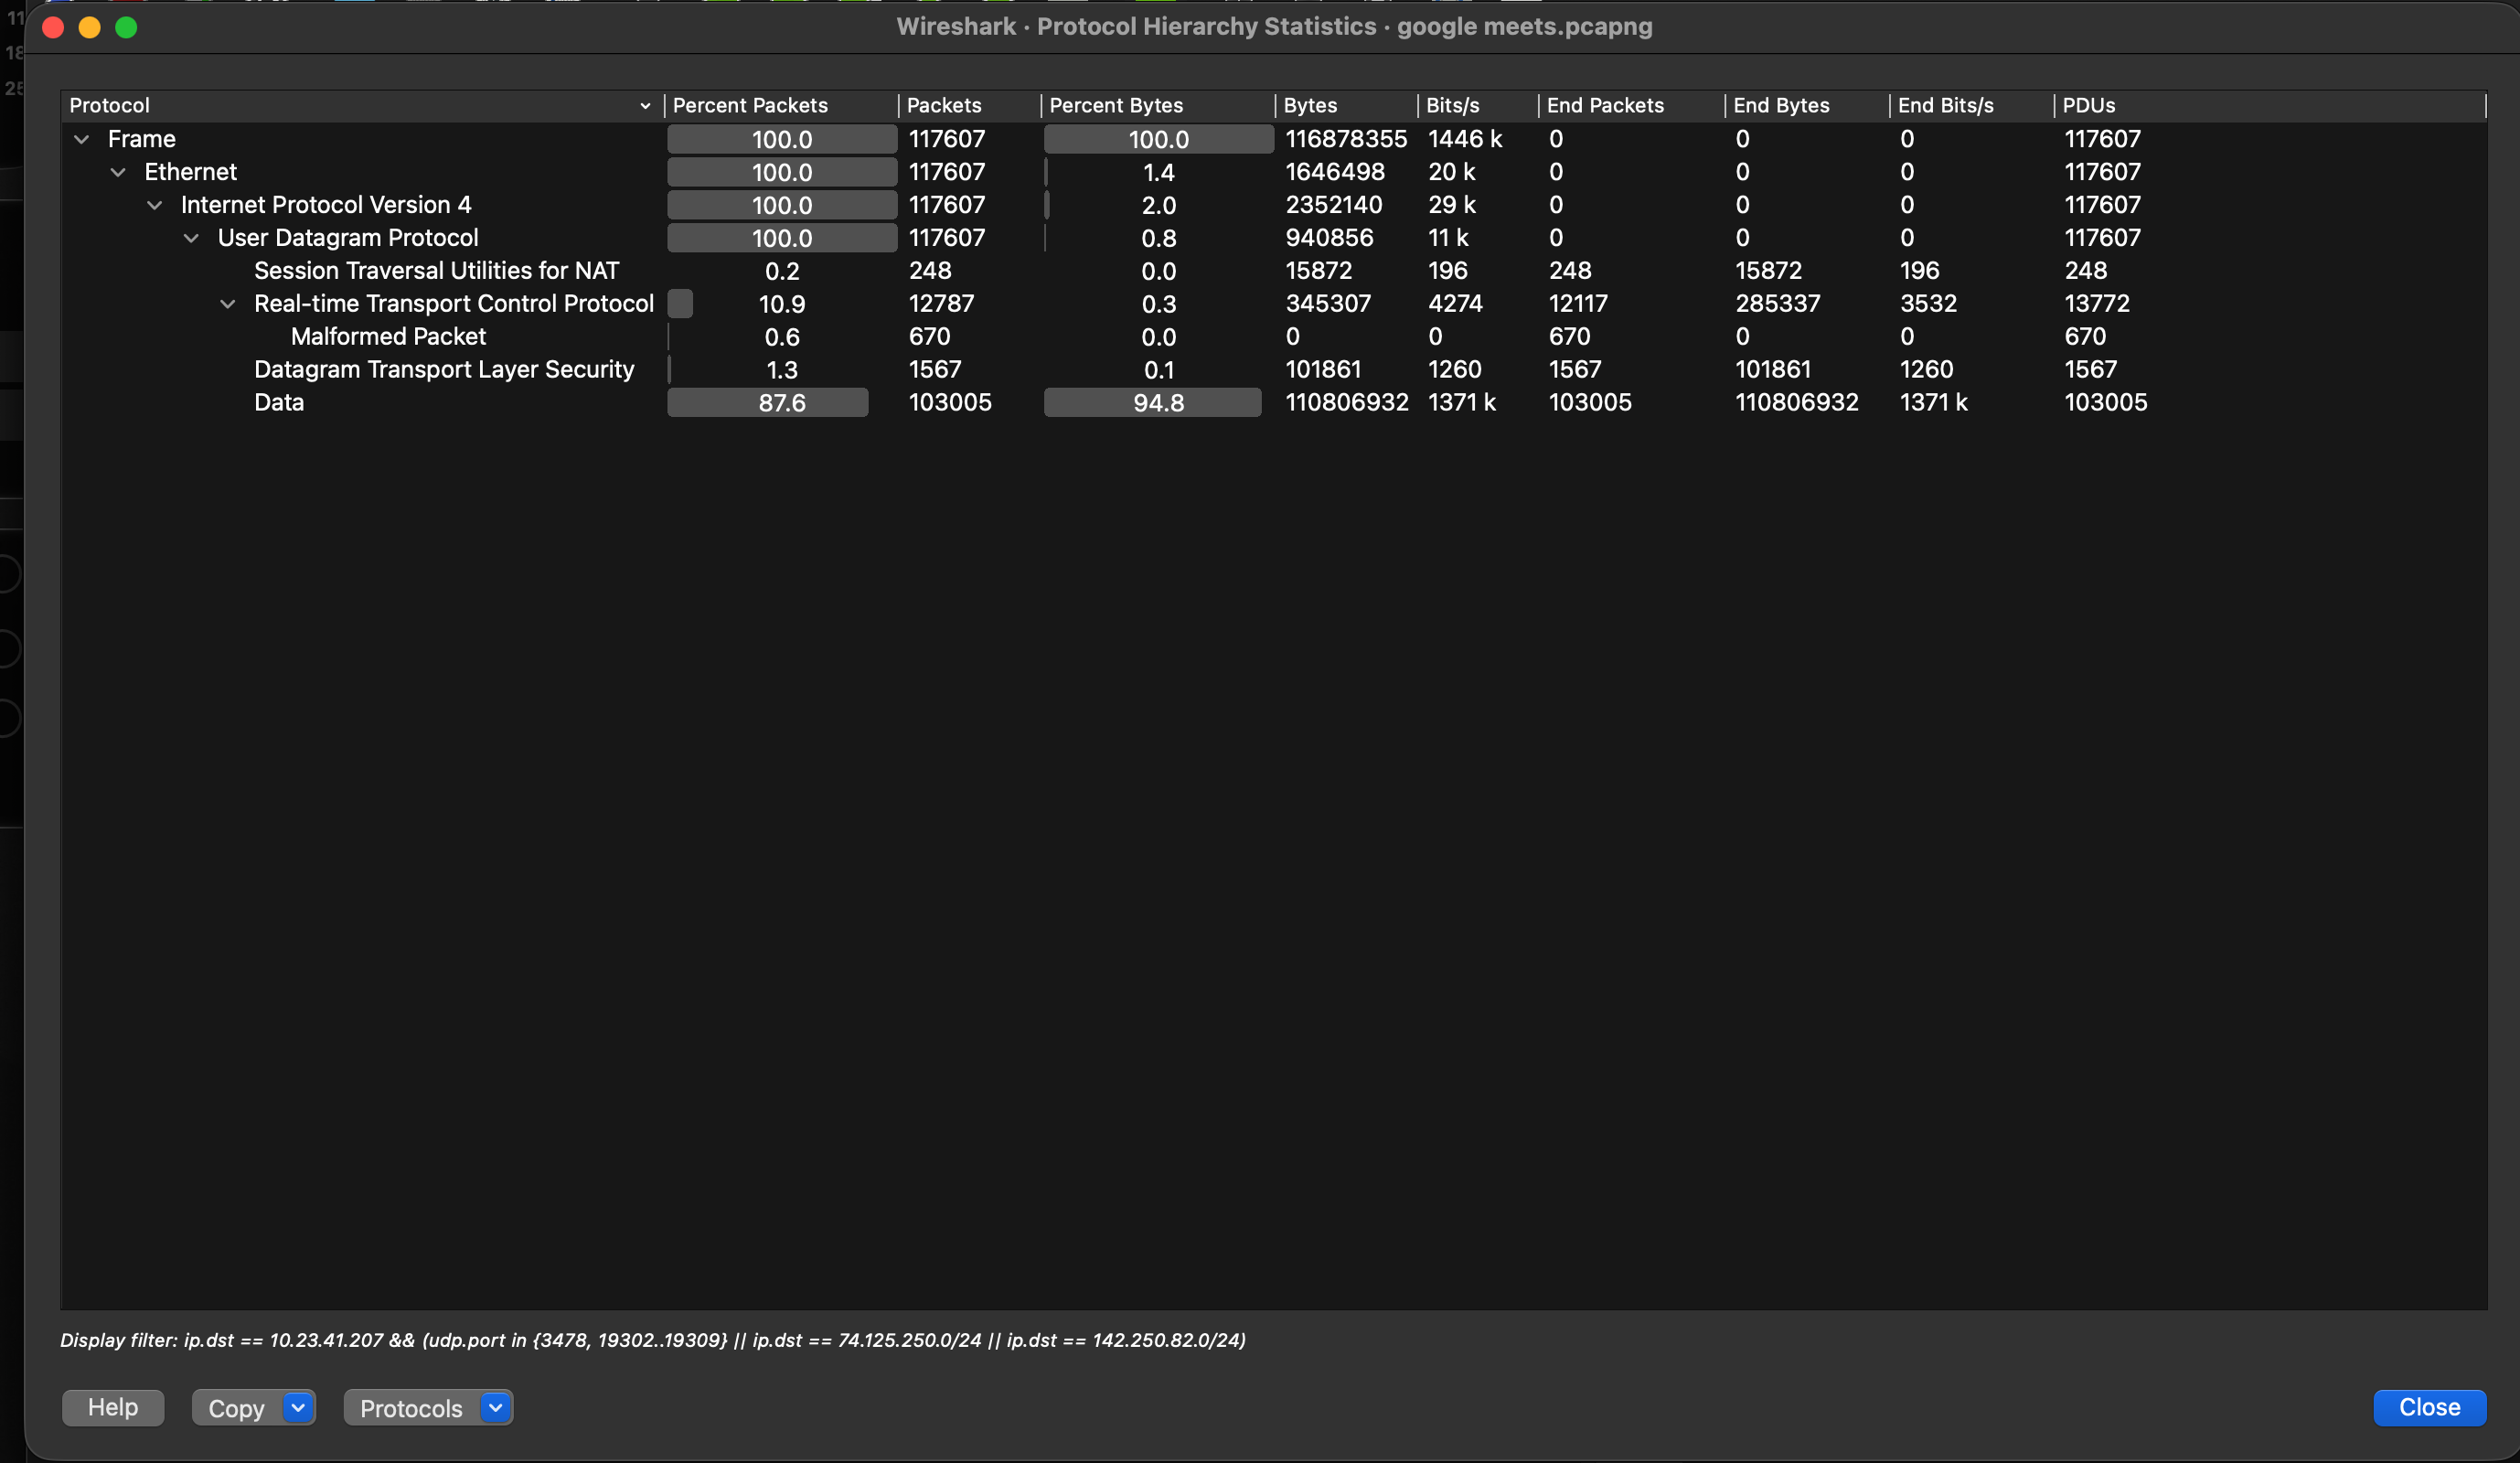 Wireshark · Protocol Hierarchy Statistics · google meets.pcapng
11
18
25
Protocol Percent Packets Packets Percent Bytes Bytes Bits/s End Packets End Bytes End Bits/s PDUs
Frame 100.0 117607 100.0 116878355 1446 k 0 0 0 117607
Ethernet 100.0 117607 1.4 1646498 20 k 0 0 0 117607
Internet Protocol Version 4 100.0 117607 2.0 2352140 29 k 0 0 0 117607
User Datagram Protocol 100.0 117607 0.8 940856 11 k 0 0 0 117607
Session Traversal Utilities for NAT 0.2 248 0.0 15872 196 248 15872 196 248
Real-time Transport Control Protocol 10.9 12787 0.3 345307 4274 12117 285337 3532 13772
Malformed Packet 0.6 670 0.0 0 0 670 0 0 670
Datagram Transport Layer Security 1.3 1567 0.1 101861 1260 1567 101861 1260 1567
Data 87.6 103005 94.8 110806932 1371 k 103005 110806932 1371 k 103005
Display filter: ip.dst == 10.23.41.207 && (udp.port in {3478, 19302..19309} || ip.dst == 74.125.250.0/24 || ip.dst == 142.250.82.0/24)
Help Copy Protocols Close